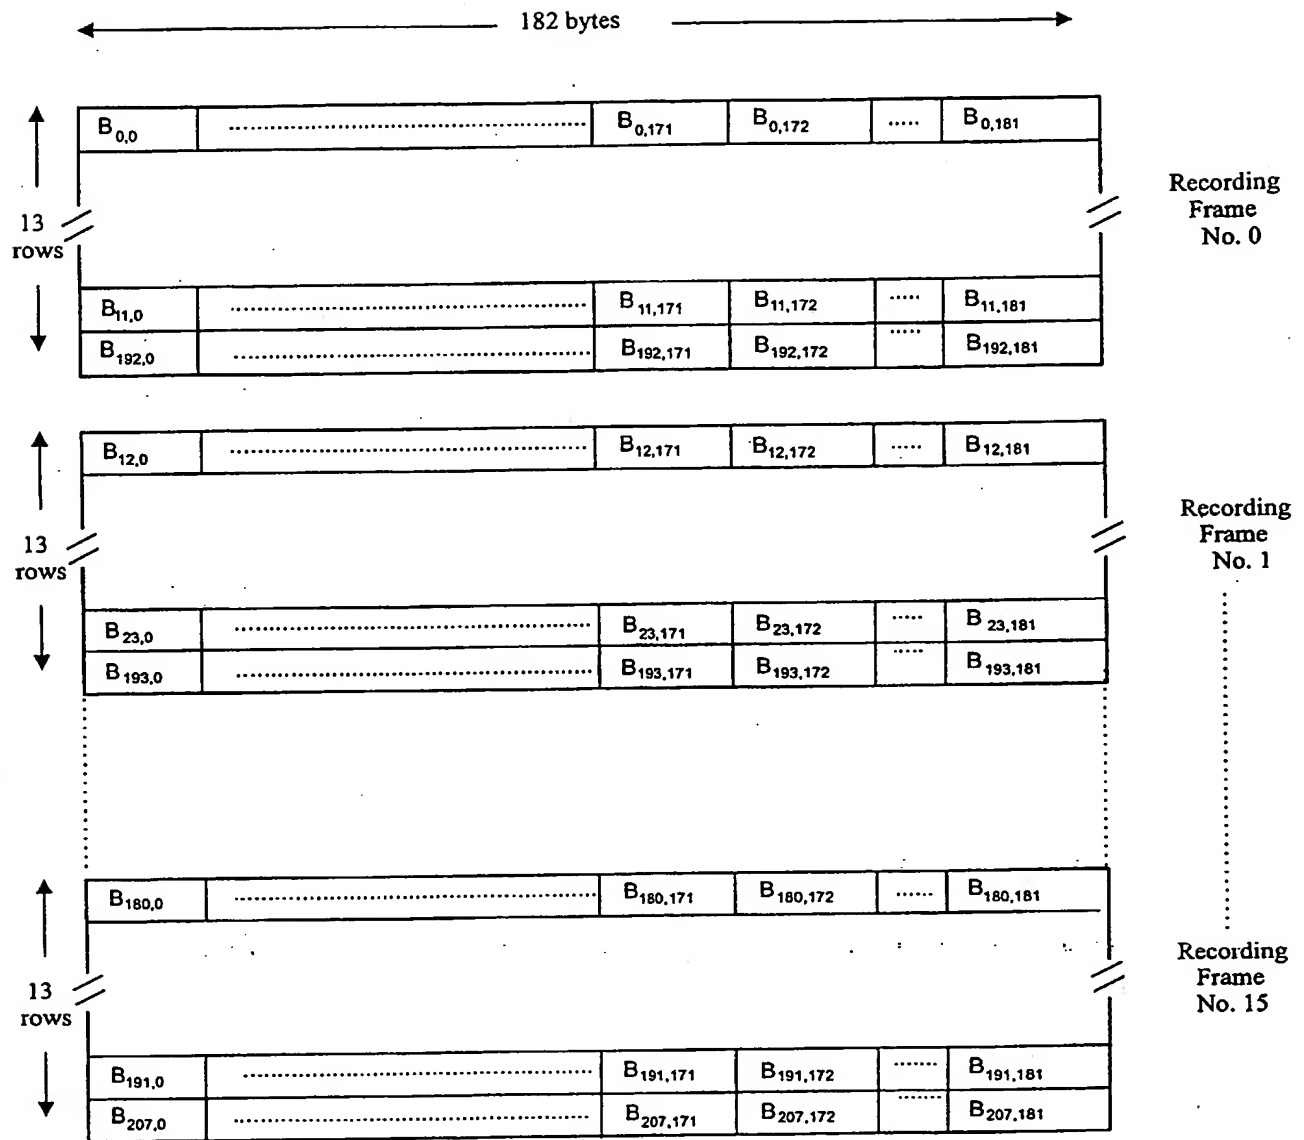 182 bytes
B0,0 ........ B0,171 B0,172 ..... B0,181
Recording
Frame
No. 0
13
rows
B11,0 ........ B11,171 B11,172 ..... B11,181
B192,0 ........ B192,171 B192,172 ..... B192,181
B12,0 ........ B12,171 B12,172 ..... B12,181
Recording
Frame
No. 1
13
rows
B23,0 ........ B23,171 B23,172 ..... B23,181
B193,0 ........ B193,171 B193,172 ..... B193,181
B180,0 ........ B180,171 B180,172 ...... B180,181
Recording
Frame
No. 15
13
rows
B191,0 ........ B191,171 B191,172 ...... B191,181
B207,0 ........ B207,171 B207,172 ...... B207,181